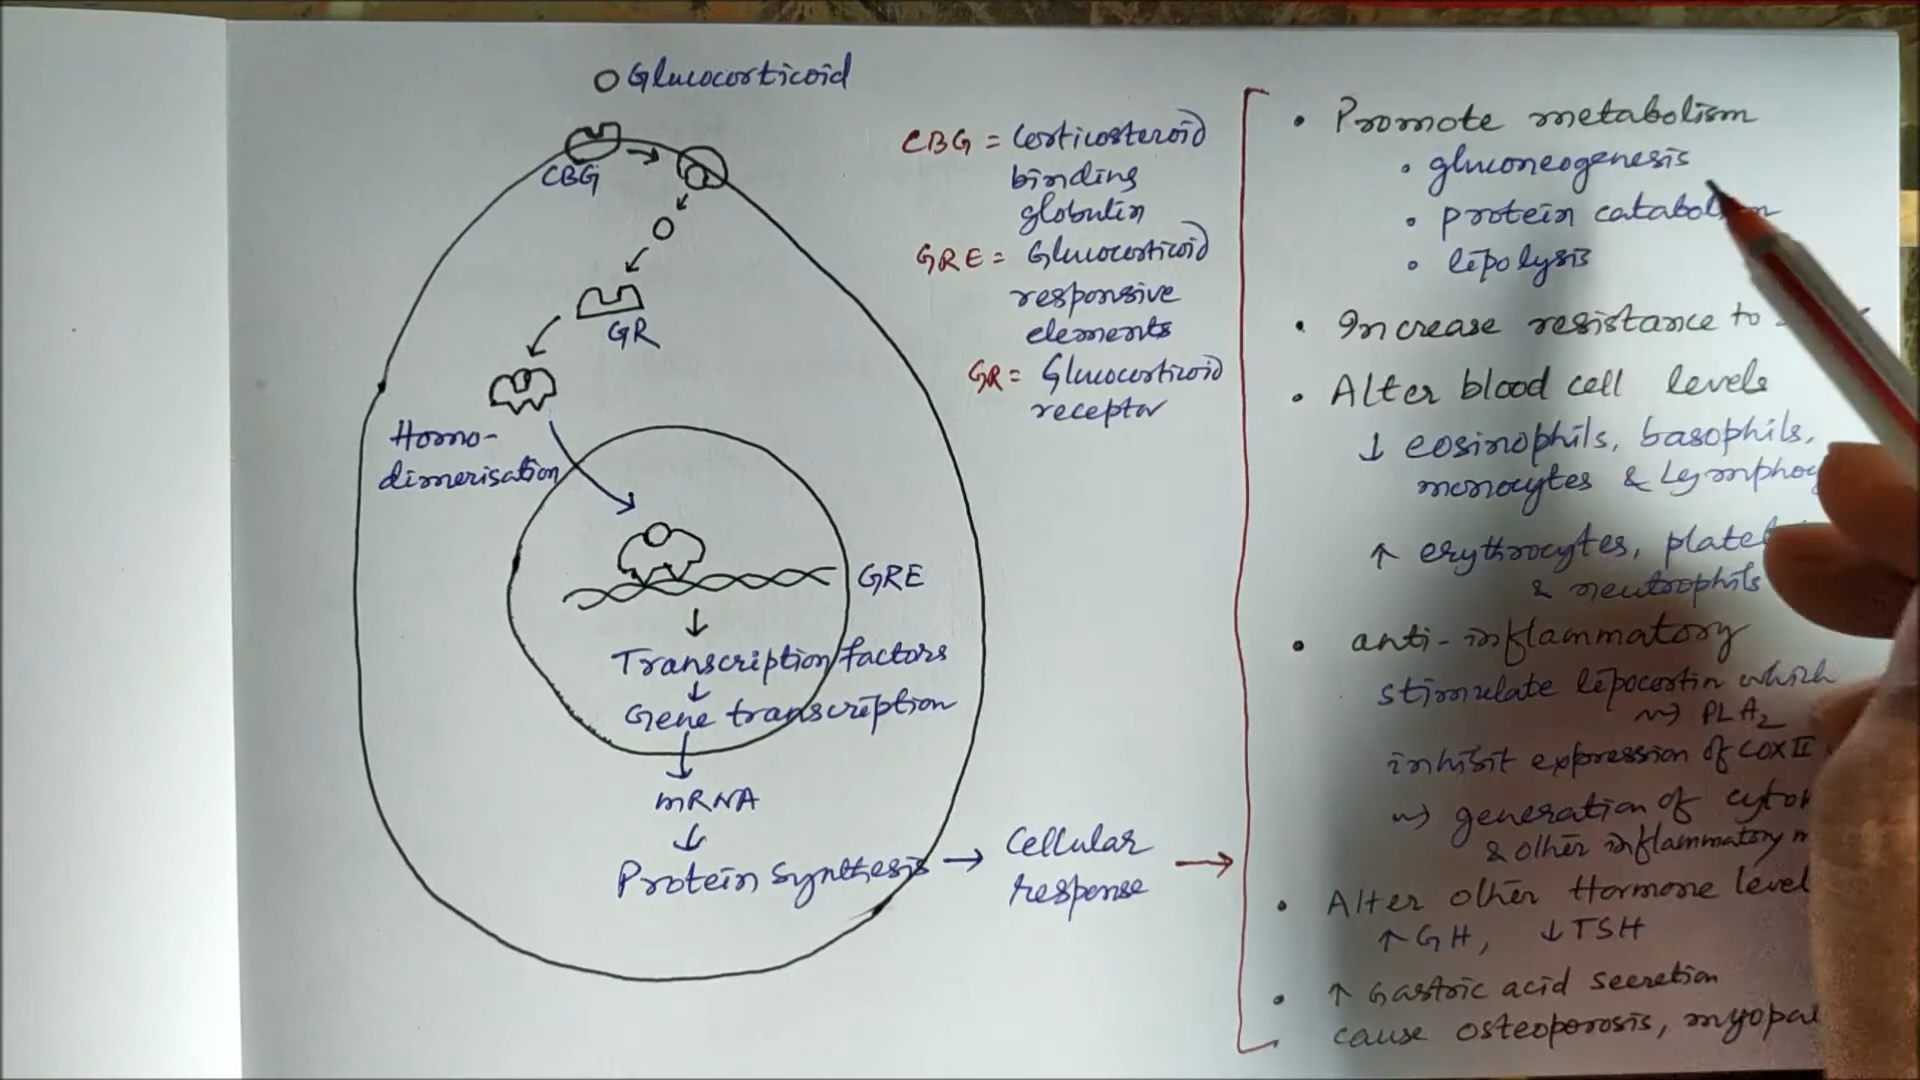 Glucocorticoid
CBG
GR
Homo-
dimerisation
GRE
Transcription factors
Gene transcription
mRNA
Protein synthesis
Cellular
response
CBG = Corticosteroid
binding
globulin
GRE = Glucocorticoid
responsive
elements
GR = Glucocorticoid
receptor
• Promote metabolism
• gluconeogenesis
• protein catabolism
• lipolysis
• Increase resistance to
• Alter blood cell levels
↓ eosinophils, basophils,
monocytes &
↑ erythrocytes,
& neutrophils
• anti-inflammatory
stimulate lipocortin which
PLA2
inhibit expression of COX II
generation of
& other inflammatory
• Alter other Hormone level
↑ GH, ↓ TSH
• ↑ Gastric acid secretion
cause osteoporosis,